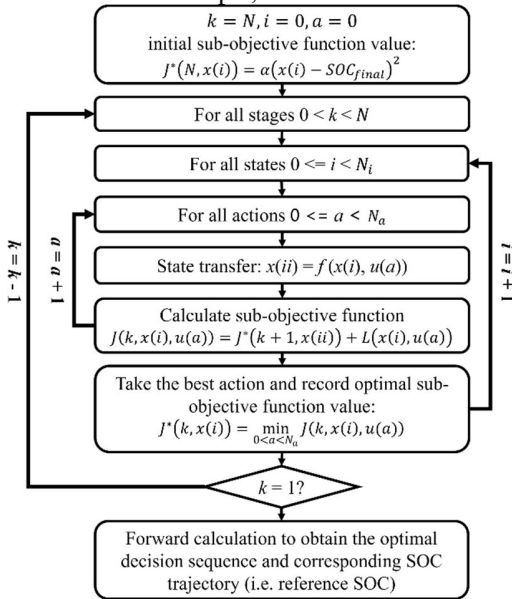 k = N, i = 0, a = 0
initial sub-objective function value:
J*(N, x(i)) = α(x(i) − SOC_final)²
For all stages 0 < k < N
For all states 0 <= i < N_i
For all actions 0 <= a < N_a
State transfer: x(ii) = f(x(i), u(a))
Calculate sub-objective function
J(k, x(i), u(a)) = J*(k + 1, x(ii)) + L(x(i), u(a))
Take the best action and record optimal sub-
objective function value:
J*(k, x(i)) = min J(k, x(i), u(a))
0<a<N_a
k = 1?
Forward calculation to obtain the optimal
decision sequence and corresponding SOC
trajectory (i.e. reference SOC)
k = k - 1
a = a + 1
i = i + 1